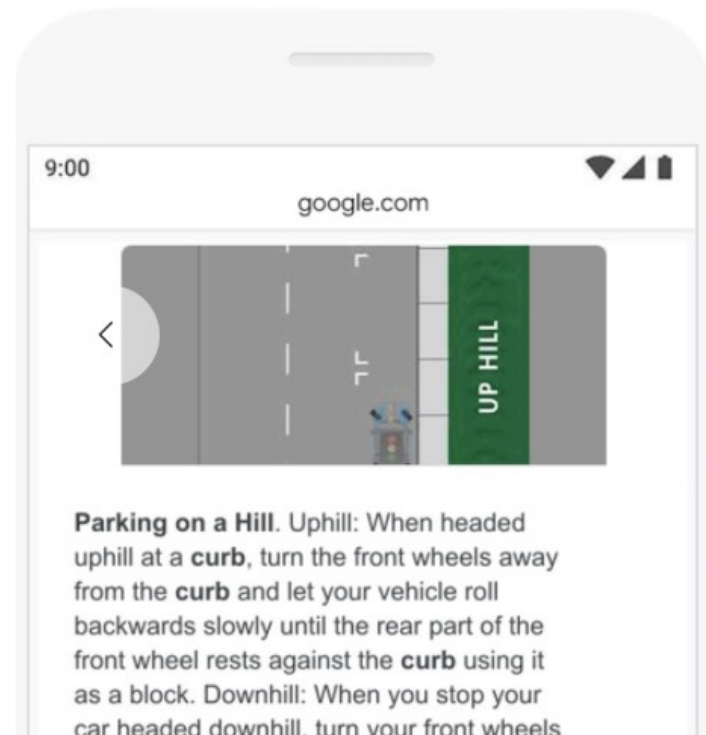 9:00
google.com
UP HILL
Parking on a Hill. Uphill: When headed
uphill at a curb, turn the front wheels away
from the curb and let your vehicle roll
backwards slowly until the rear part of the
front wheel rests against the curb using it
as a block. Downhill: When you stop your
car headed downhill, turn your front wheels